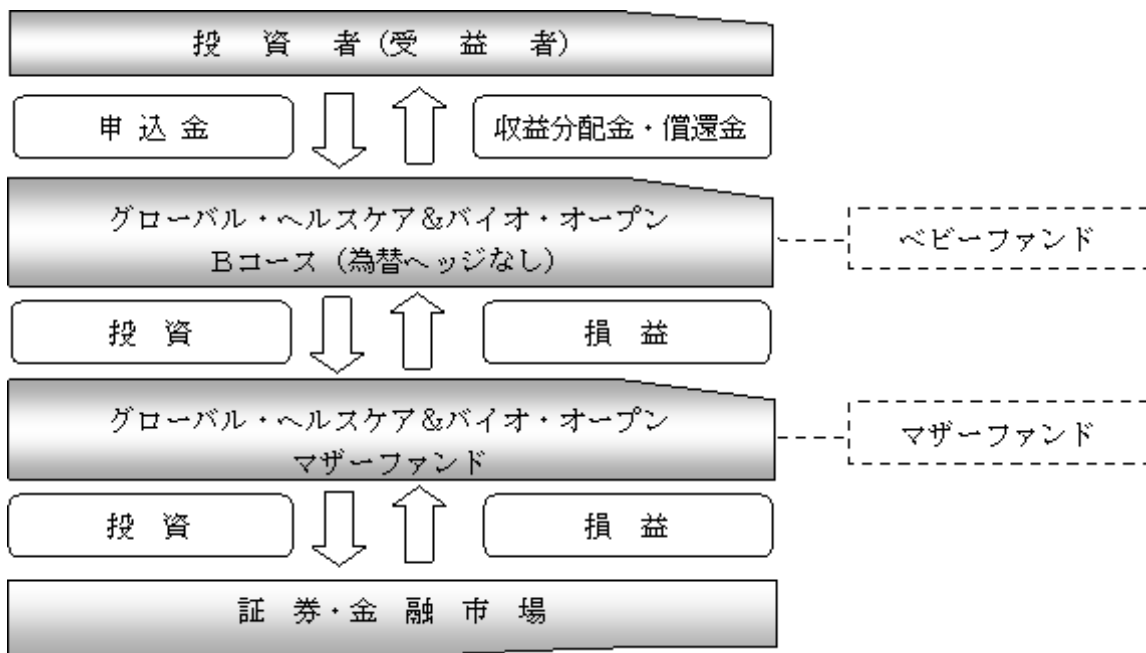 投資者(受益者)
申込金
収益分配金・償還金
グローバル・ヘルスケア&バイオ・オープン
Bコース(為替ヘッジなし)
ベビーファンド
投資
損益
グローバル・ヘルスケア&バイオ・オープン
マザーファンド
マザーファンド
投資
損益
証券・金融市場